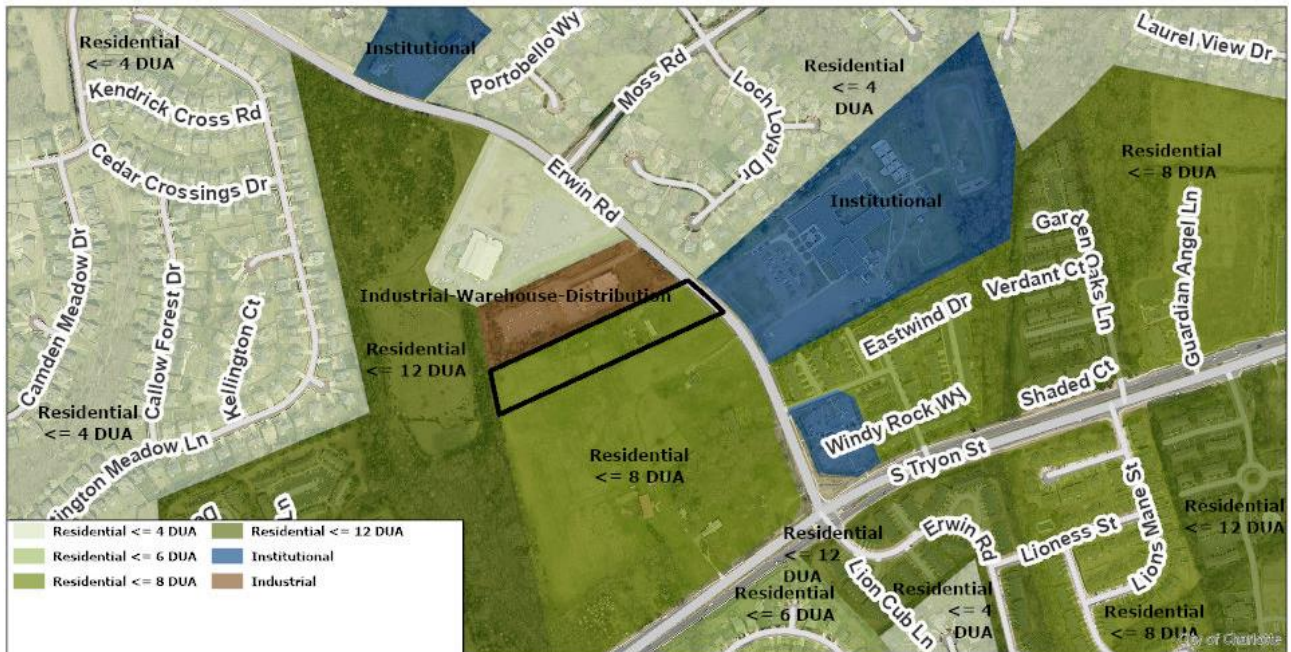 Residential
<= 4 DUA
Institutional
Portobello Wy
Moss Rd
Loch Loyal Dr
Residential
<= 4
DUA
Laurel View Dr
Kendrick Cross Rd
Cedar Crossings Dr
Erwin Rd
Institutional
Residential
<= 8 DUA
Camden Meadow Dr
Callow Forest Dr
Kellington Ct
Industrial-Warehouse-Distribution
Garden Oaks Ln
Verdant Ct
Guardian Angel Ln
Eastwind Dr
Residential
<= 12 DUA
Residential
<= 4 DUA
ington Meadow Ln
Shaded Ct
Windy Rock Wy
S Tryon St
Residential
<= 8 DUA
Ln
De
Residential
<= 12
DUA
Erwin Rd
Lioness St
Lions Mane St
Residential
<= 12 DUA
Residential
<= 6 DUA
Lion Cub Ln
Residential
<= 4
DUA
Residential
<= 8 DUA
Residential <= 4 DUA
Residential <= 12 DUA
Residential <= 6 DUA
Institutional
Residential <= 8 DUA
Industrial
City of Charlotte